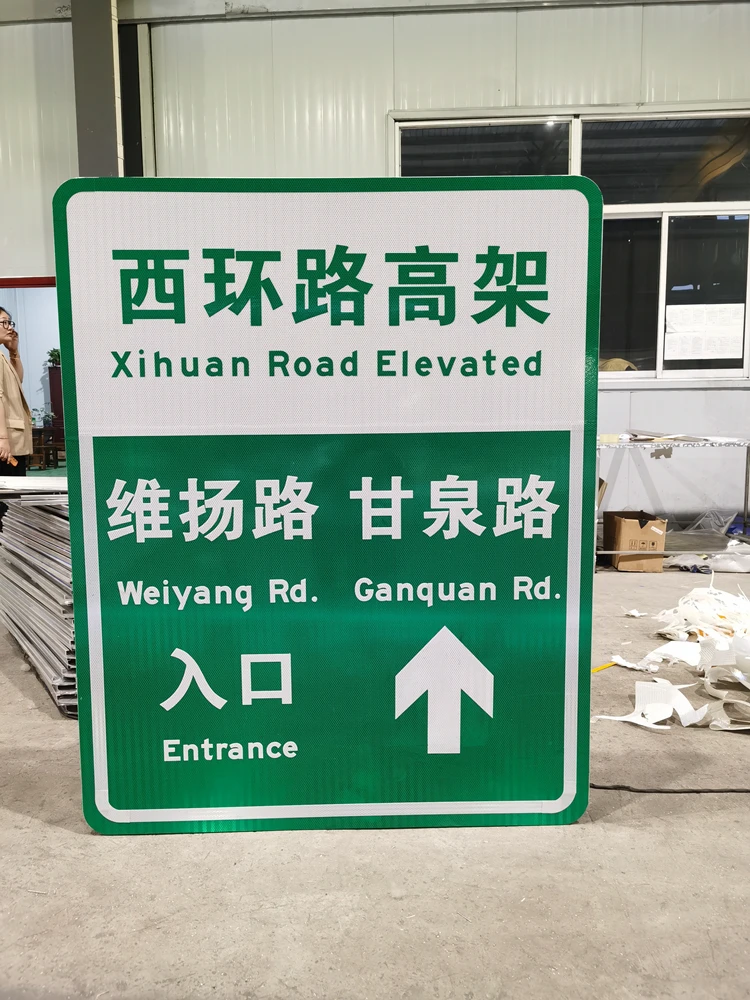 西环路高架
Xihuan Road Elevated
维扬路 甘泉路
Weiyang Rd. Ganquan Rd.
入口
Entrance